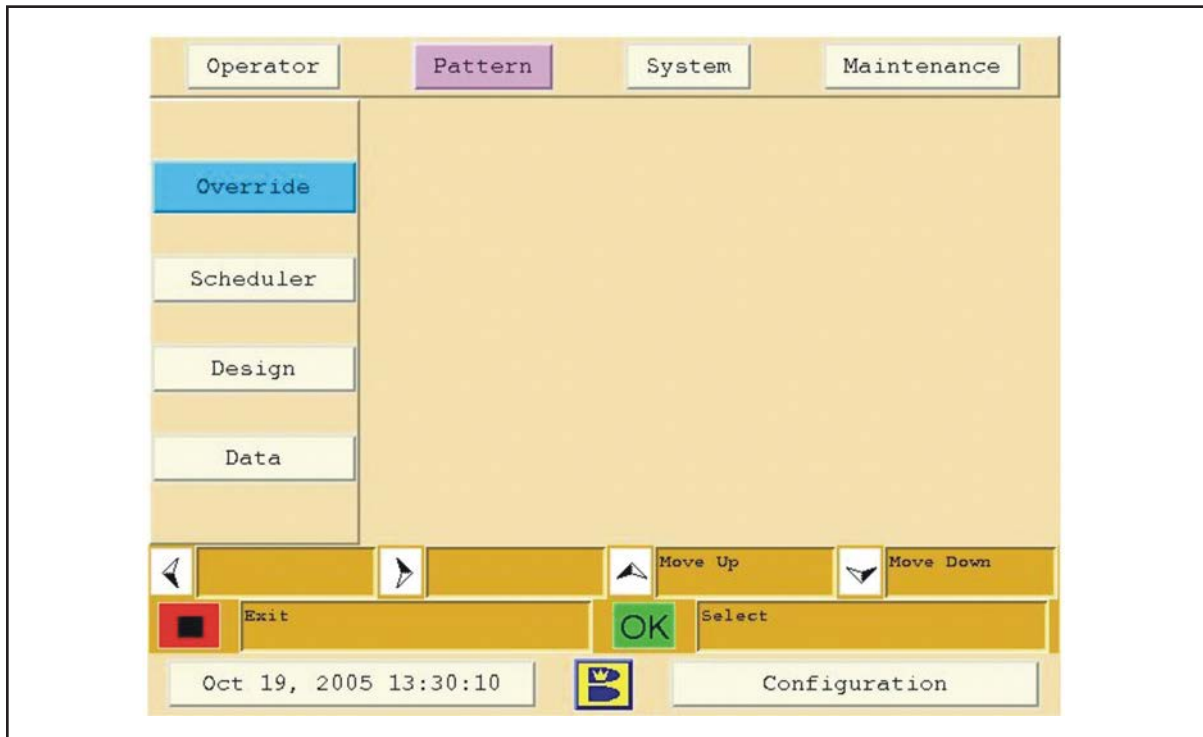 Operator Pattern System Maintenance
Override
Scheduler
Design
Data
Move Up Move Down
Exit OK Select
Oct 19, 2005 13:30:10 Configuration